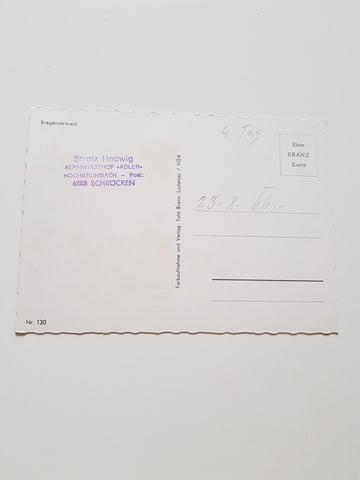 Bregenzerwald
Strolz Hedwig
ALPENGASTHOF »ADLER«
HOCHKRUMBACH — Post:
6888 SCHRÖCKEN
Nr. 130
Farbaufnahme und Verlag: Foto Branz, Lustenau / VGA
4. Tag.
Eine
BRANZ
Karte
23. 8. 66.